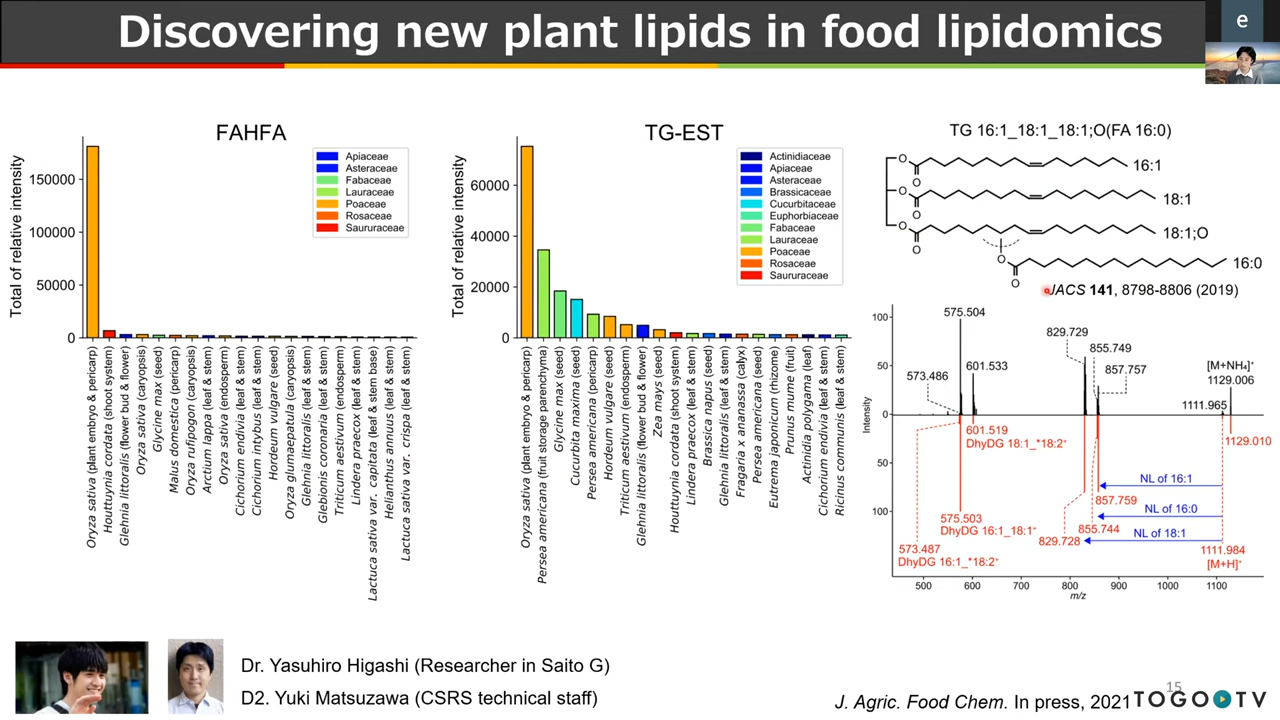 Discovering new plant lipids in food lipidomics
e
FAHFA
Total of relative intensity
150000
100000
50000
0
Apiaceae
Asteraceae
Fabaceae
Lauraceae
Poaceae
Rosaceae
Saururaceae
Oryza sativa (plant embryo & pericarp)
Houttuynia cordata (shoot system)
Glehnia littoralis (flower bud & flower)
Oryza sativa (caryopsis)
Glycine max (seed)
Malus domestica (pericarp)
Oryza rufipogon (caryopsis)
Arctium lappa (leaf & stem)
Oryza sativa (endosperm)
Cichorium endivia (leaf & stem)
Cichorium intybus (leaf & stem)
Hordeum vulgare (seed)
Oryza glumaepatula (caryopsis)
Glehnia littoralis (leaf & stem)
Glebionis coronaria (leaf & stem)
Triticum aestivum (endosperm)
Lindera praecox (leaf & stem)
Lactuca sativa var. capitata (leaf & stem base)
Helianthus annuus (leaf & stem)
Lactuca sativa var. crispa (leaf & stem)
TG-EST
Total of relative intensity
60000
40000
20000
0
Actinidiaceae
Apiaceae
Asteraceae
Brassicaceae
Cucurbitaceae
Euphorbiaceae
Fabaceae
Lauraceae
Poaceae
Rosaceae
Saururaceae
Oryza sativa (plant embryo & pericarp)
Persea americana (fruit storage parenchyma)
Glycine max (seed)
Cucurbita maxima (seed)
Persea americana (pericarp)
Hordeum vulgare (seed)
Triticum aestivum (endosperm)
Glehnia littoralis (flower bud & flower)
Zea mays (seed)
Houttuynia cordata (shoot system)
Lindera praecox (leaf & stem)
Brassica napus (seed)
Glehnia littoralis (leaf & stem)
Fragaria x ananassa (calyx)
Persea americana (seed)
Eutrema japonicum (rhizome)
Prunus mume (fruit)
Actinidia polygama (leaf)
Cichorium endivia (leaf & stem)
Ricinus communis (leaf & stem)
TG 16:1_18:1_18:1;O(FA 16:0)
O
O
16:1
O
O
18:1
O
O
18:1;O
O
O
16:0
JACS 141, 8798-8806 (2019)
Intensity
100
50
0
50
100
575.504
573.486
601.533
829.729
855.749
857.757
[M+NH₄]⁺
1129.006
1111.965
601.519
DhyDG 18:1_*18:2⁺
1129.010
NL of 16:1
857.759
NL of 16:0
575.503
DhyDG 16:1_18:1⁺
855.744
NL of 18:1
829.728
573.487
DhyDG 16:1_*18:2⁺
1111.984
[M+H]⁺
500 600 700 800 900 1000 1100
m/z
Dr. Yasuhiro Higashi (Researcher in Saito G)
D2. Yuki Matsuzawa (CSRS technical staff)
J. Agric. Food Chem. In press, 2021
15
TOGO TV